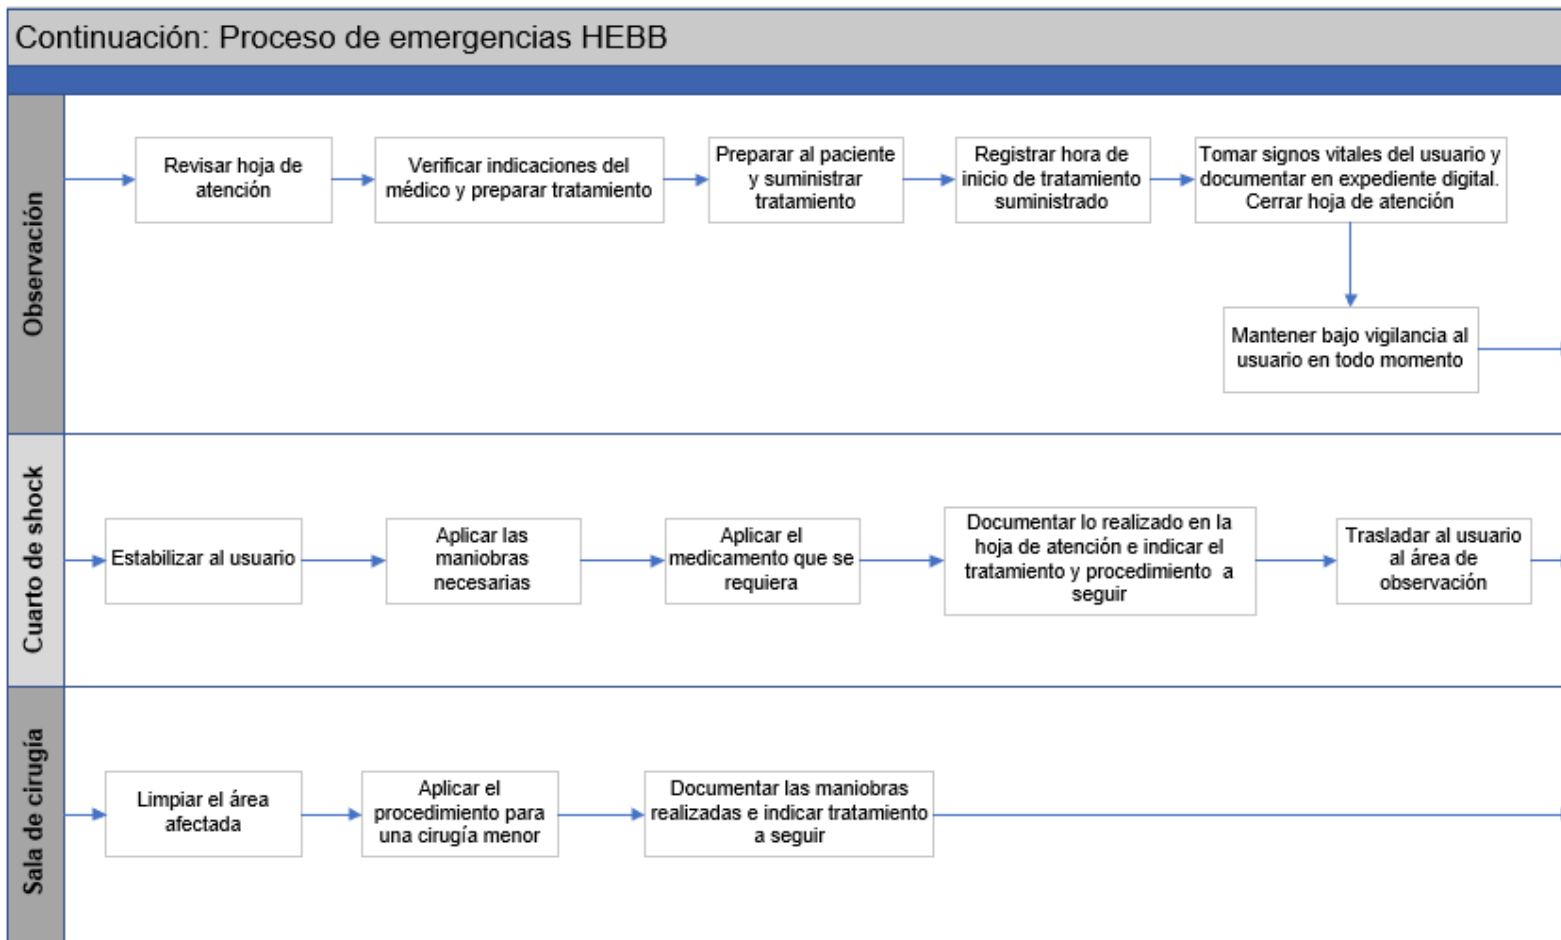 Continuación: Proceso de emergencias HEBB
Observación
Revisar hoja de
atención
Verificar indicaciones del
médico y preparar tratamiento
Preparar al paciente
y suministrar
tratamiento
Registrar hora de
inicio de tratamiento
suministrado
Tomar signos vitales del usuario y
documentar en expediente digital.
Cerrar hoja de atención
Mantener bajo vigilancia al
usuario en todo momento
Cuarto de shock
Estabilizar al usuario
Aplicar las
maniobras
necesarias
Aplicar el
medicamento que se
requiera
Documentar lo realizado en la
hoja de atención e indicar el
tratamiento y procedimiento a
seguir
Trasladar al usuario
al área de
observación
Sala de cirugía
Limpiar el área
afectada
Aplicar el
procedimiento para
una cirugía menor
Documentar las maniobras
realizadas e indicar tratamiento
a seguir